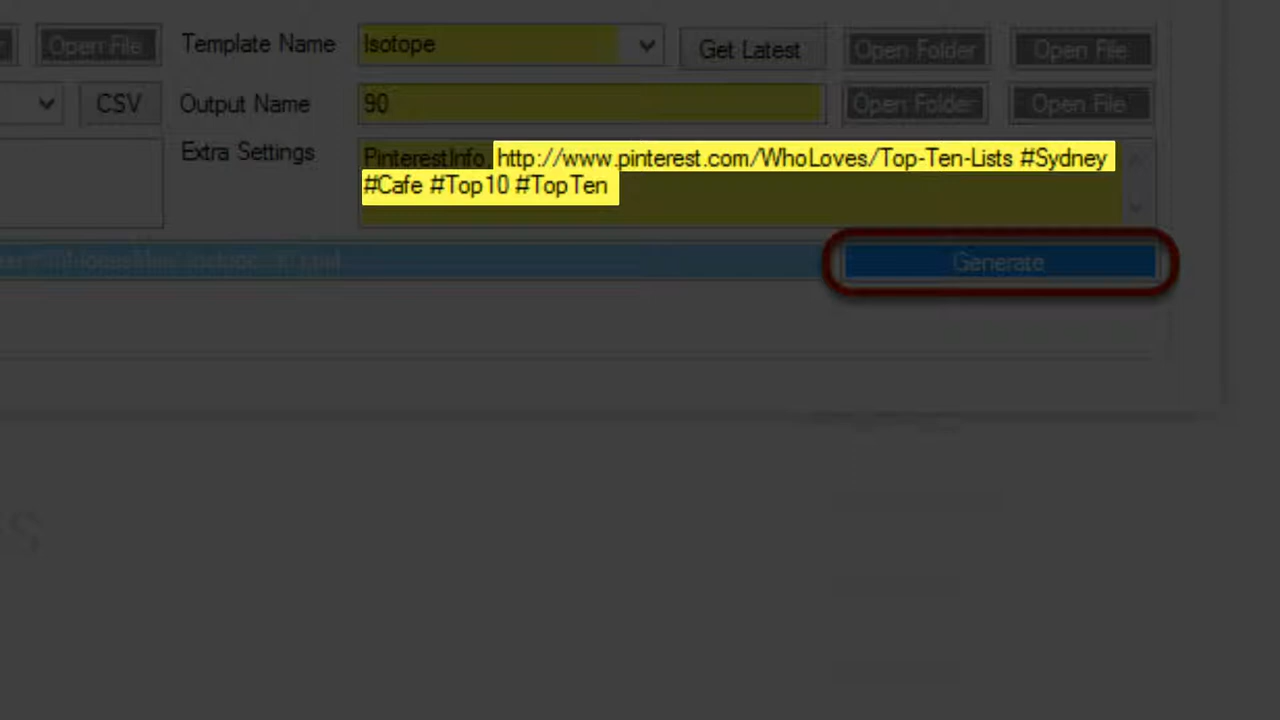 Open File Template Name Isotope Get Latest Open Folder Open File
CSV Output Name 90 Open Folder Open File
Extra Settings PinterestInfo, http://www.pinterest.com/WhoLoves/Top-Ten-Lists #Sydney
#Cafe #Top10 #TopTen
Generate